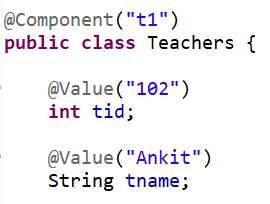 @Component("t1")
public class Teachers {
@Value("102")
int tid;
@Value("Ankit")
String tname;